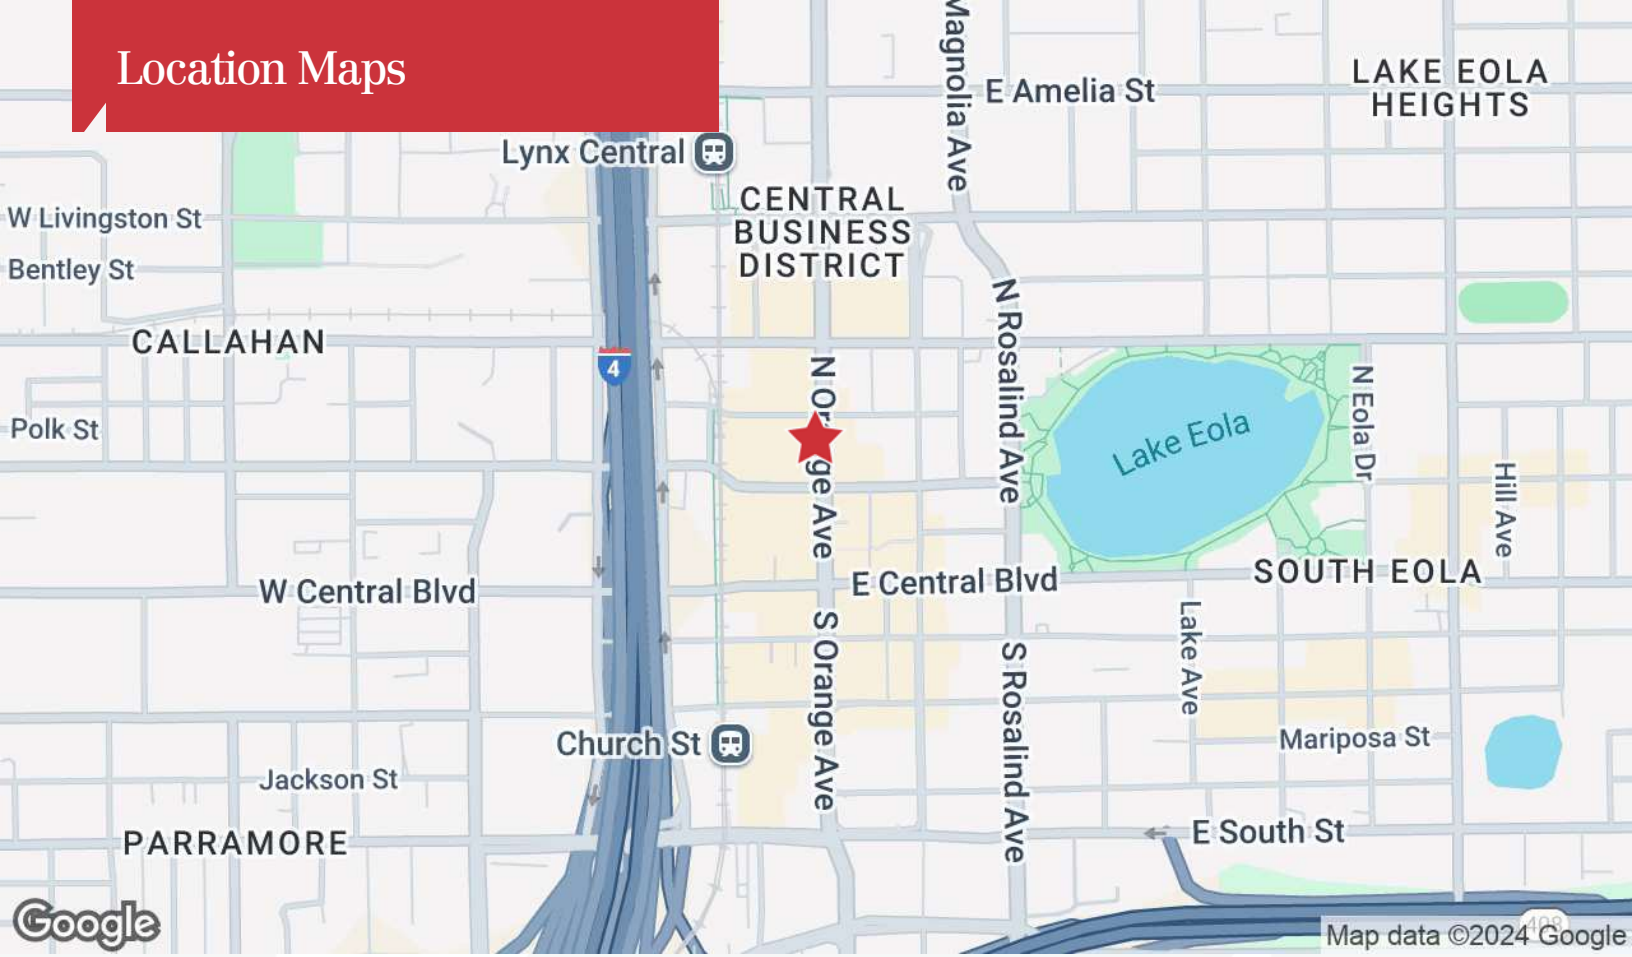 Location Maps
Magnolia Ave
E Amelia St
LAKE EOLA
HEIGHTS
Lynx Central
CENTRAL
BUSINESS
DISTRICT
W Livingston St
Bentley St
N Rosalind Ave
CALLAHAN
4
N Orange Ave
Lake Eola
N Eola Dr
Polk St
Hill Ave
W Central Blvd
E Central Blvd
SOUTH EOLA
Lake Ave
S Orange Ave
S Rosalind Ave
Church St
Mariposa St
Jackson St
PARRAMORE
E South St
Google
408
Map data ©2024 Google